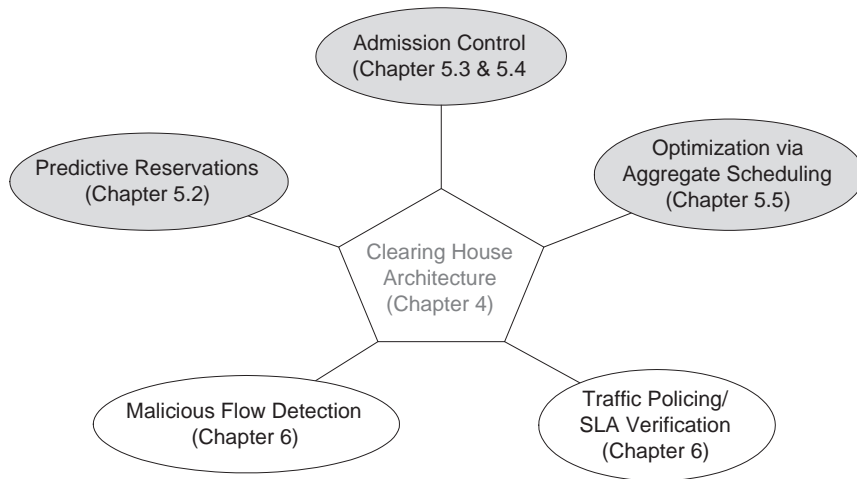 Admission Control
(Chapter 5.3 & 5.4
Predictive Reservations
(Chapter 5.2)
Optimization via
Aggregate Scheduling
(Chapter 5.5)
Clearing House
Architecture
(Chapter 4)
Malicious Flow Detection
(Chapter 6)
Traffic Policing/
SLA Verification
(Chapter 6)